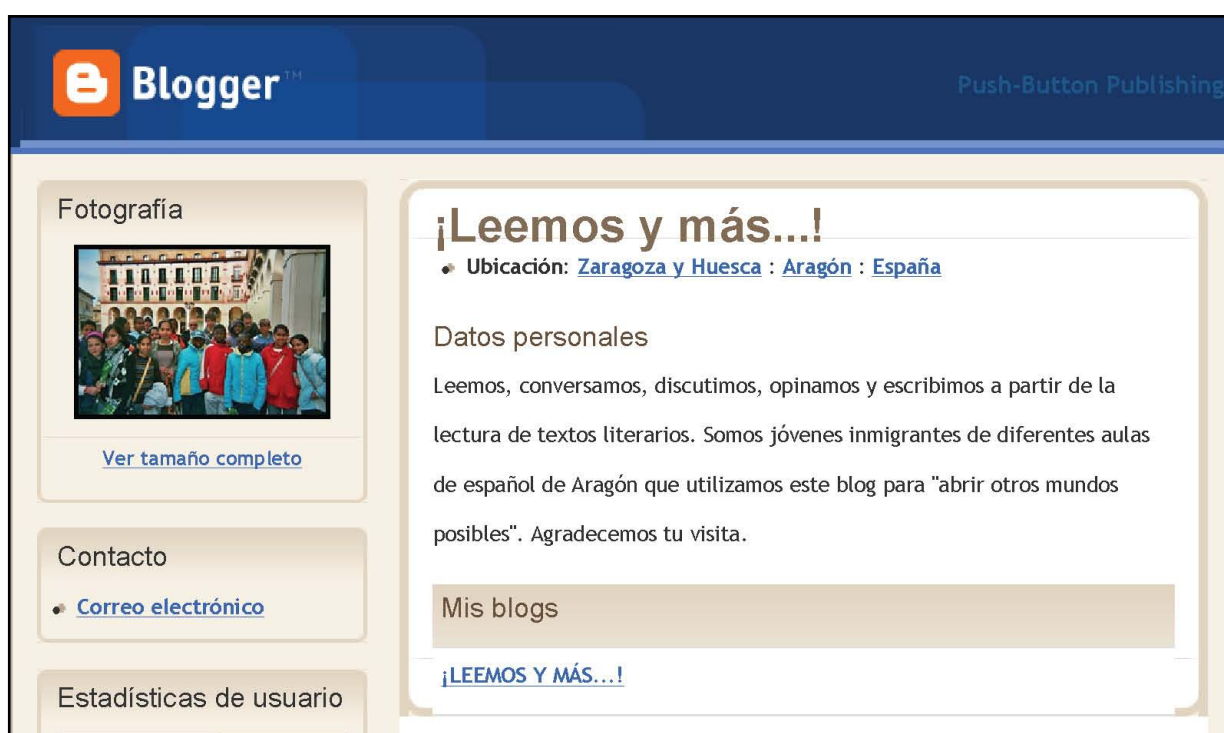 Blogger™
Push-Button Publishing
Fotografía
Ver tamaño completo
Contacto
Correo electrónico
Estadísticas de usuario
¡Leemos y más...!
Ubicación: Zaragoza y Huesca : Aragón : España
Datos personales
Leemos, conversamos, discutimos, opinamos y escribimos a partir de la
lectura de textos literarios. Somos jóvenes inmigrantes de diferentes aulas
de español de Aragón que utilizamos este blog para "abrir otros mundos
posibles". Agradecemos tu visita.
Mis blogs
¡LEEMOS Y MÁS...!